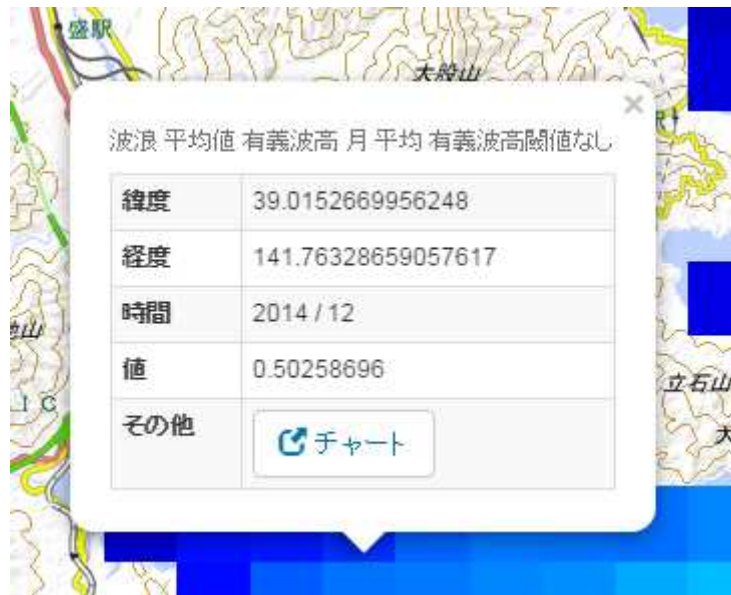 盛駅
大股山
×
波浪 平均値 有義波高 月 平均 有義波高閾値なし
緯度 39.0152669956248
経度 141.76328659057617
時間 2014 / 12
値 0.50258696
その他 チャート
立石山
I C
大